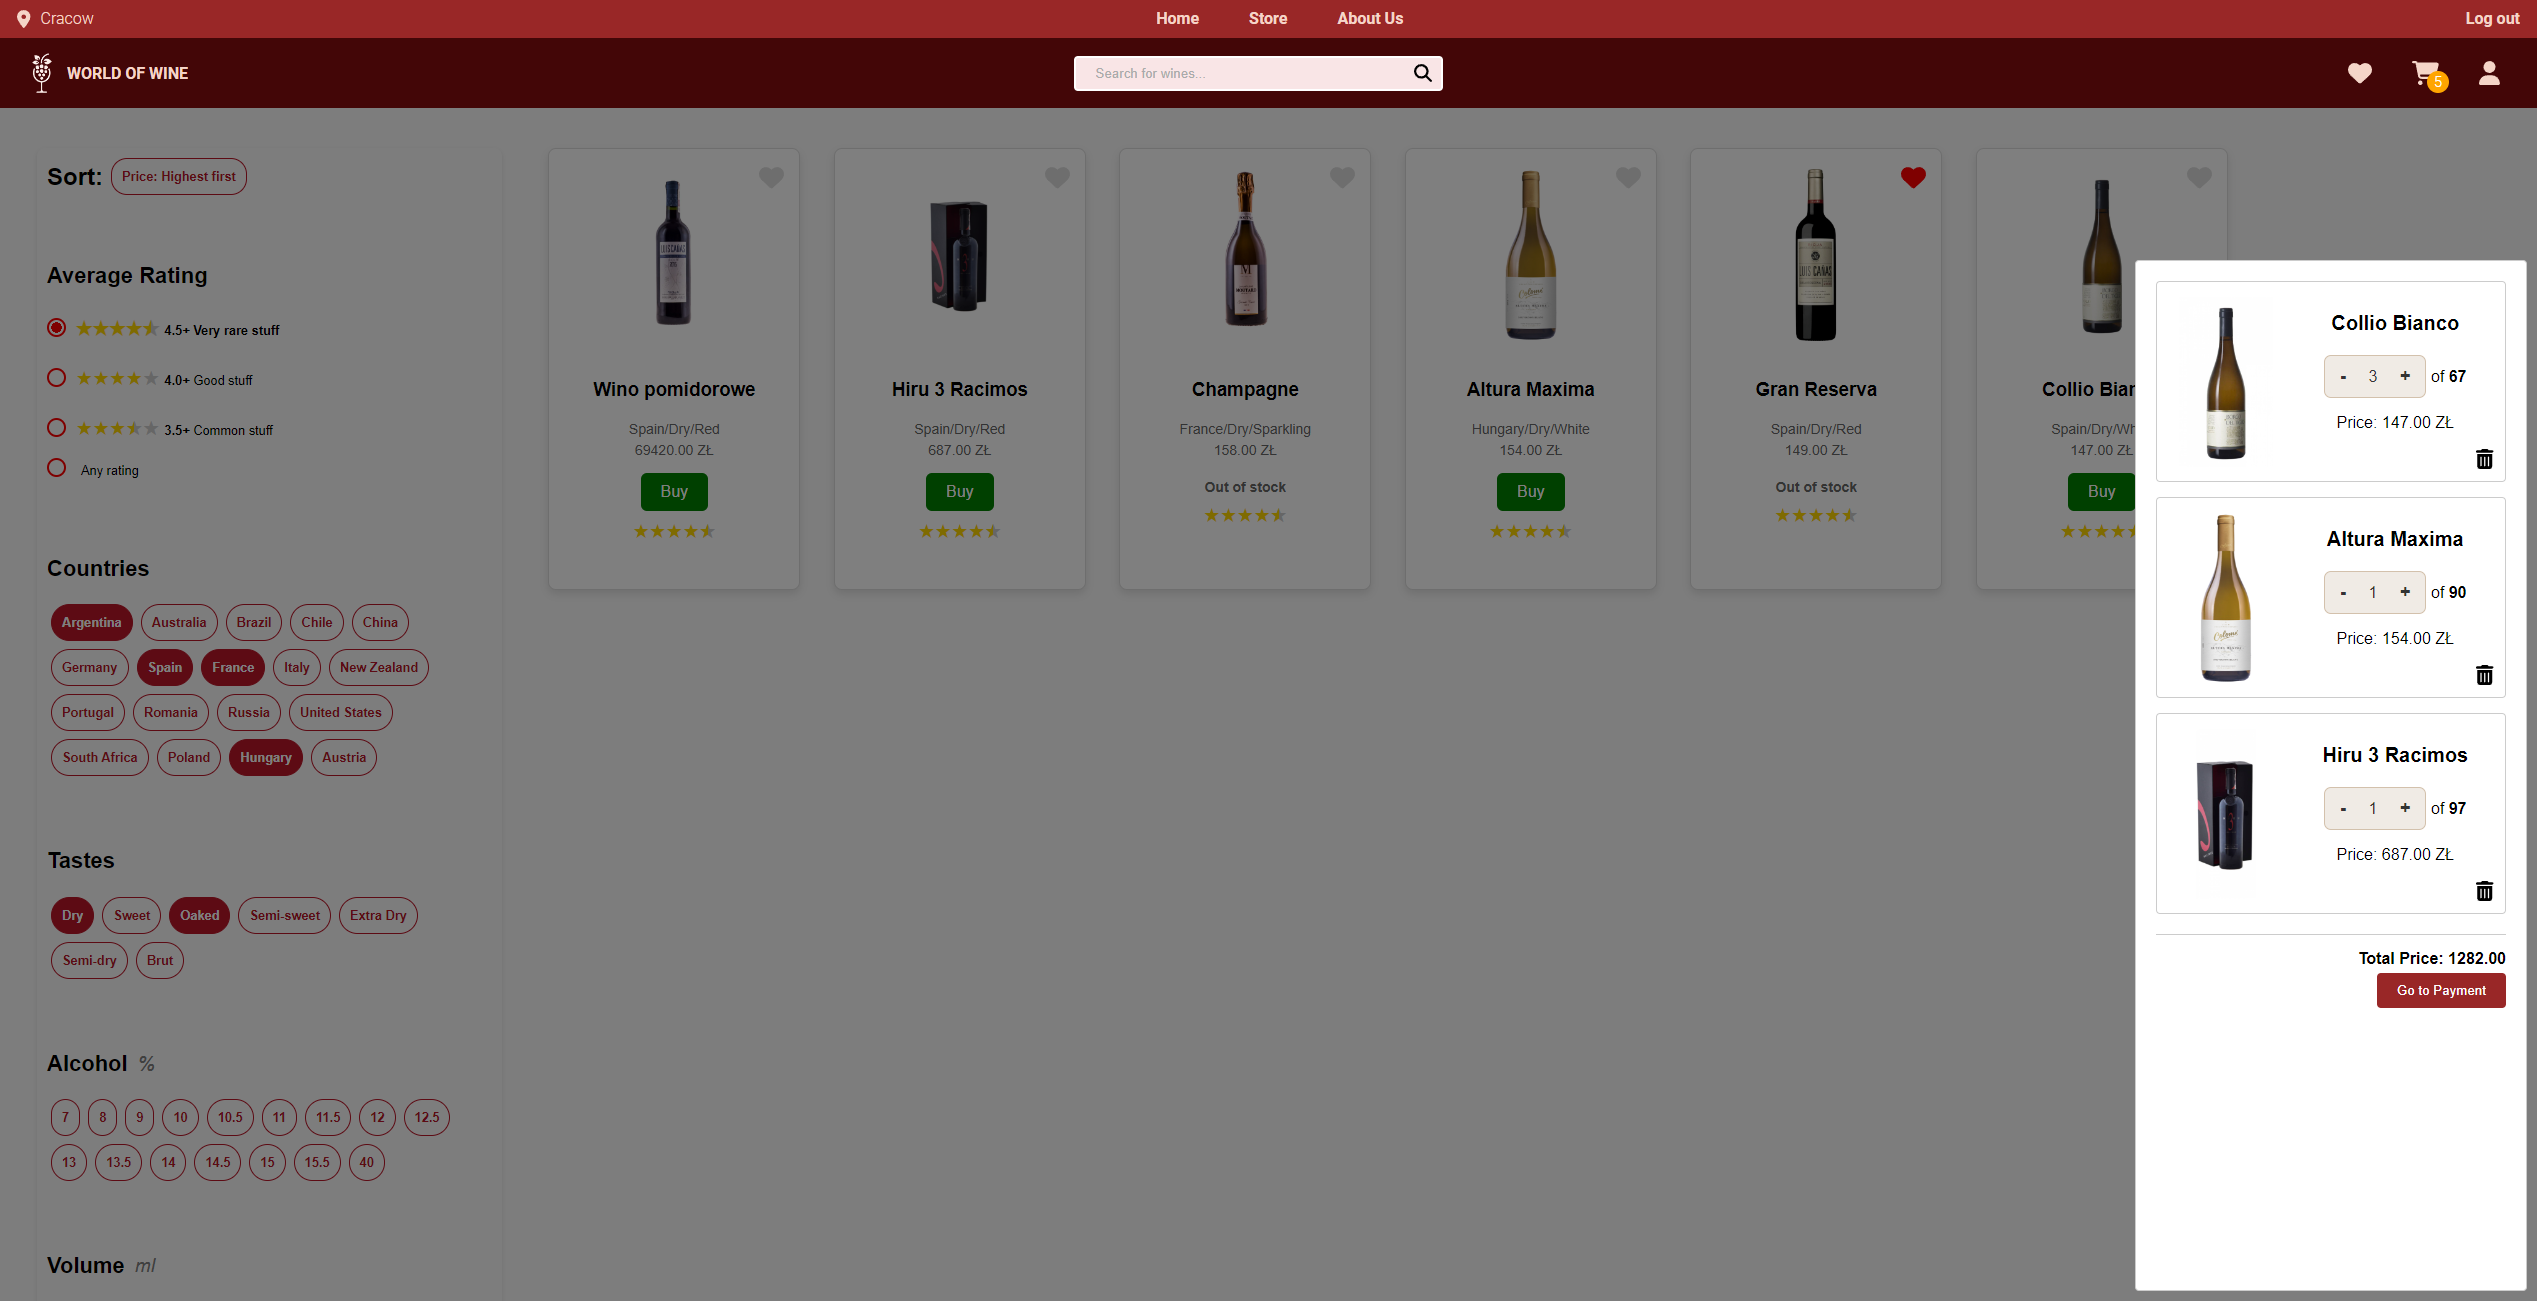 Cracow
Home
Store
About Us
Log out
WORLD OF WINE
Search for wines...
5
Sort: Price: Highest first
Average Rating
4.5+ Very rare stuff
4.0+ Good stuff
3.5+ Common stuff
Any rating
Countries
Argentina Australia Brazil Chile China
Germany Spain France Italy New Zealand
Portugal Romania Russia United States
South Africa Poland Hungary Austria
Tastes
Dry Sweet Oaked Semi-sweet Extra Dry
Semi-dry Brut
Alcohol %
7 8 9 10 10.5 11 11.5 12 12.5
13 13.5 14 14.5 15 15.5 40
Volume ml
LUIS CAÑAS
Wino pomidorowe
Spain/Dry/Red
69420.00 ZŁ
Buy
Hiru 3 Racimos
Spain/Dry/Red
687.00 ZŁ
Buy
M
MOUTARD
Champagne
France/Dry/Sparkling
158.00 ZŁ
Out of stock
Colomé
Altura Maxima
Hungary/Dry/White
154.00 ZŁ
Buy
LUIS CAÑAS
Gran Reserva
Spain/Dry/Red
149.00 ZŁ
Out of stock
Collio Biar
Spain/Dry/Wh
147.00 ZŁ
Buy
Collio Bianco
- 3 + of 67
Price: 147.00 ZŁ
Colomé
Altura Maxima
- 1 + of 90
Price: 154.00 ZŁ
Hiru 3 Racimos
- 1 + of 97
Price: 687.00 ZŁ
Total Price: 1282.00
Go to Payment